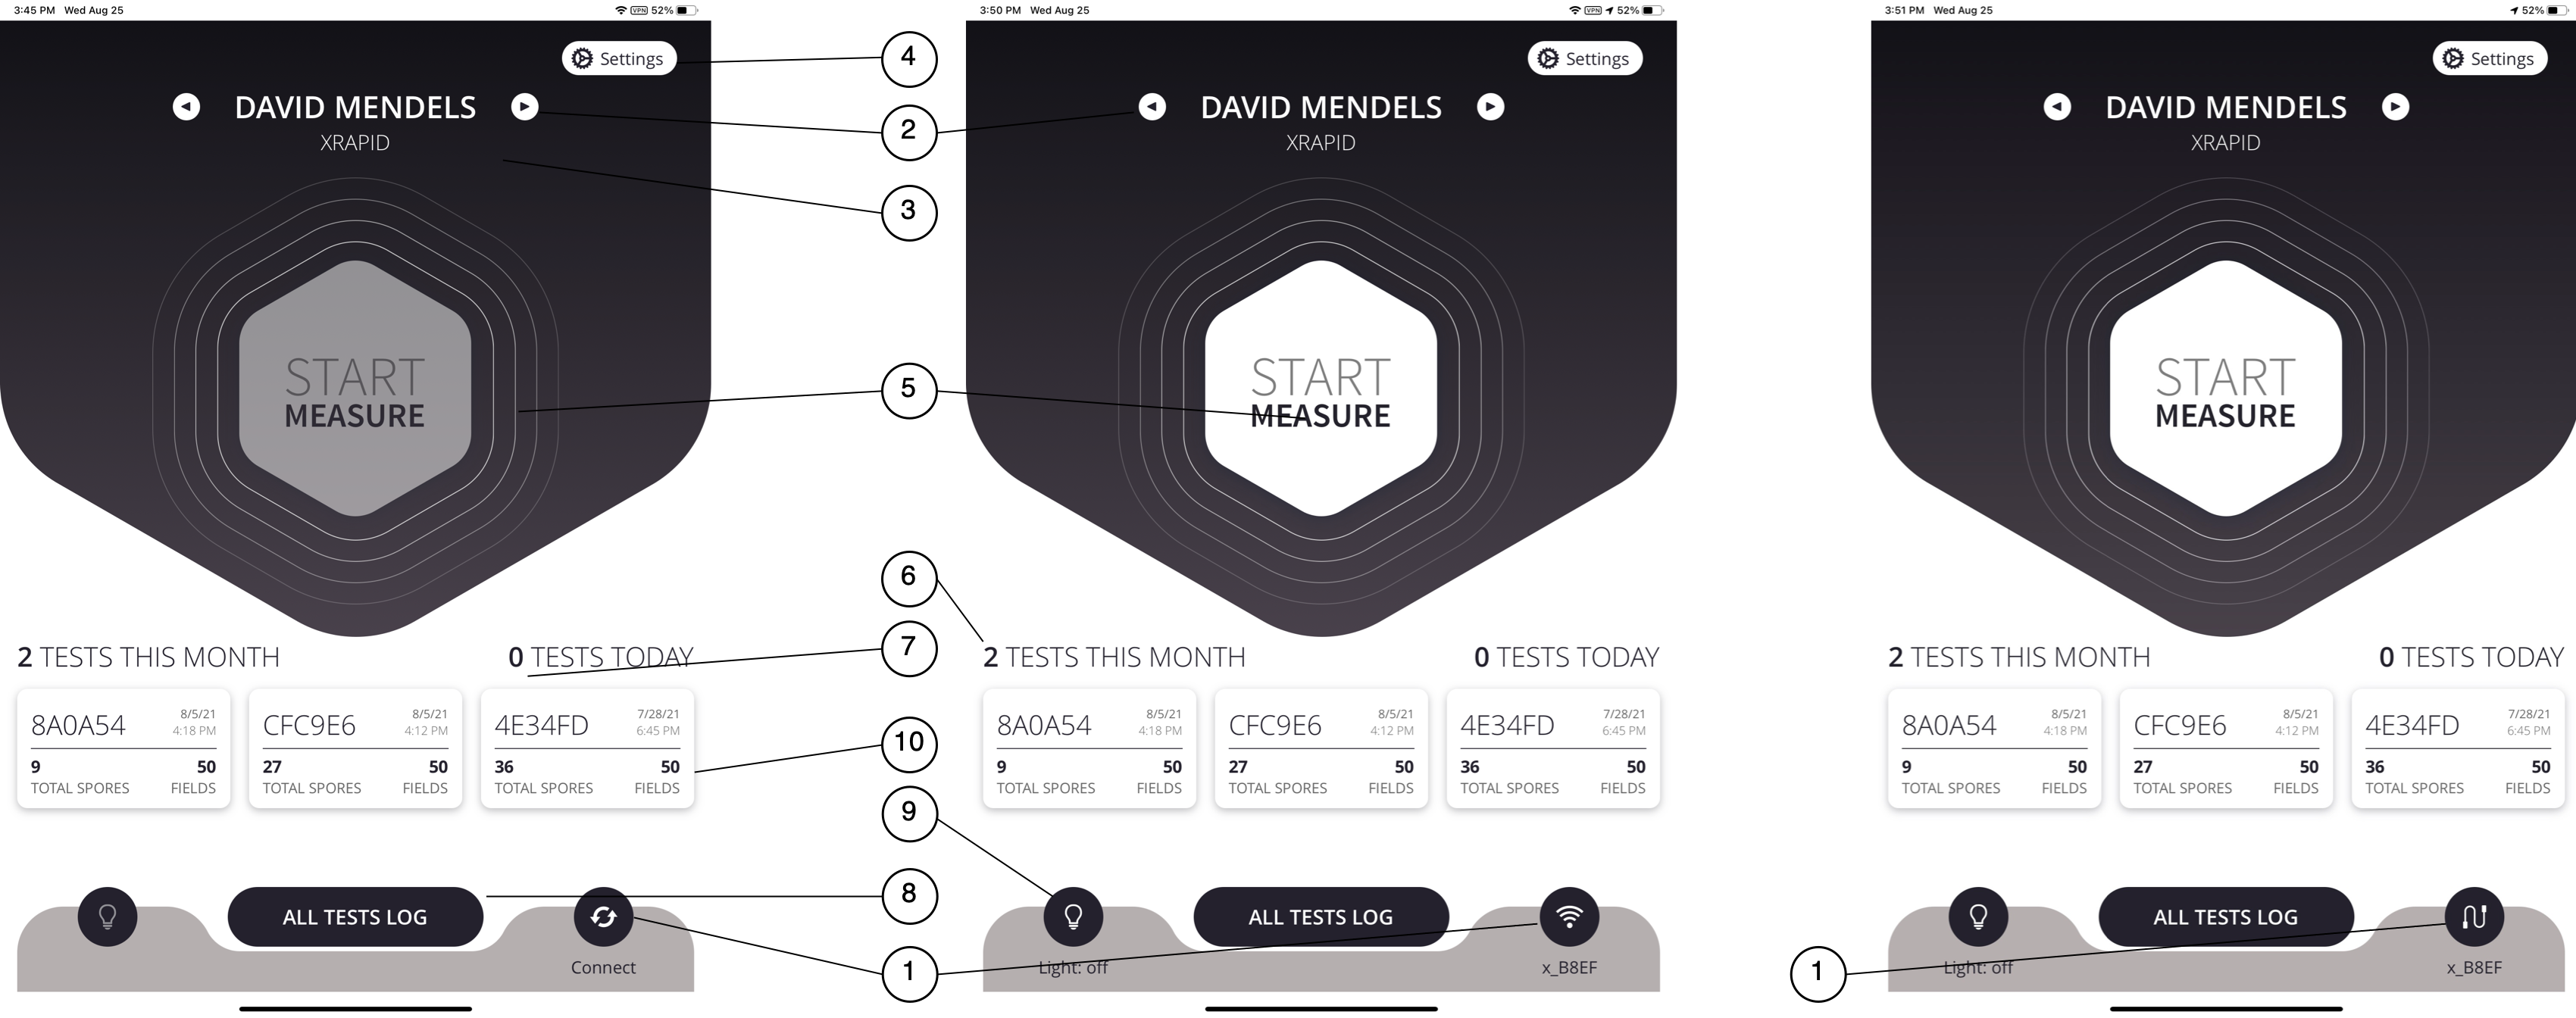 3:45 PM Wed Aug 25
VPN 52%
Settings
DAVID MENDELS
XRAPID
START
MEASURE
2 TESTS THIS MONTH
0 TESTS TODAY
8A0A54
8/5/21
4:18 PM
9
50
TOTAL SPORES
FIELDS
CFC9E6
8/5/21
4:12 PM
27
50
TOTAL SPORES
FIELDS
4E34FD
7/28/21
6:45 PM
36
50
TOTAL SPORES
FIELDS
ALL TESTS LOG
Connect
4
2
3
5
6
7
10
9
8
1
3:50 PM Wed Aug 25
VPN 52%
Settings
DAVID MENDELS
XRAPID
START
MEASURE
2 TESTS THIS MONTH
0 TESTS TODAY
8A0A54
8/5/21
4:18 PM
9
50
TOTAL SPORES
FIELDS
CFC9E6
8/5/21
4:12 PM
27
50
TOTAL SPORES
FIELDS
4E34FD
7/28/21
6:45 PM
36
50
TOTAL SPORES
FIELDS
ALL TESTS LOG
Light: off
x_B8EF
1
3:51 PM Wed Aug 25
52%
Settings
DAVID MENDELS
XRAPID
START
MEASURE
2 TESTS THIS MONTH
0 TESTS TODAY
8A0A54
8/5/21
4:18 PM
9
50
TOTAL SPORES
FIELDS
CFC9E6
8/5/21
4:12 PM
27
50
TOTAL SPORES
FIELDS
4E34FD
7/28/21
6:45 PM
36
50
TOTAL SPORES
FIELDS
ALL TESTS LOG
Light: off
x_B8EF